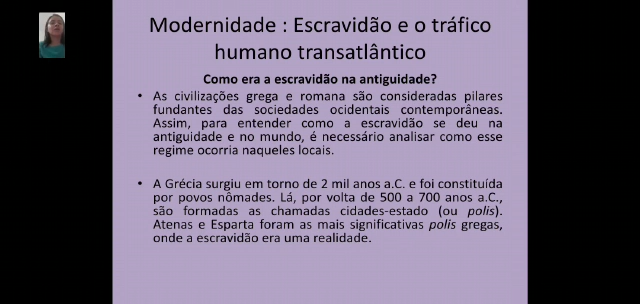 Modernidade : Escravidão e o tráfico
humano transatlântico
Como era a escravidão na antiguidade?
• As civilizações grega e romana são consideradas pilares
fundantes das sociedades ocidentais contemporâneas.
Assim, para entender como a escravidão se deu na
antiguidade e no mundo, é necessário analisar como esse
regime ocorria naqueles locais.
• A Grécia surgiu em torno de 2 mil anos a.C. e foi constituída
por povos nômades. Lá, por volta de 500 a 700 anos a.C.,
são formadas as chamadas cidades-estado (ou polis).
Atenas e Esparta foram as mais significativas polis gregas,
onde a escravidão era uma realidade.